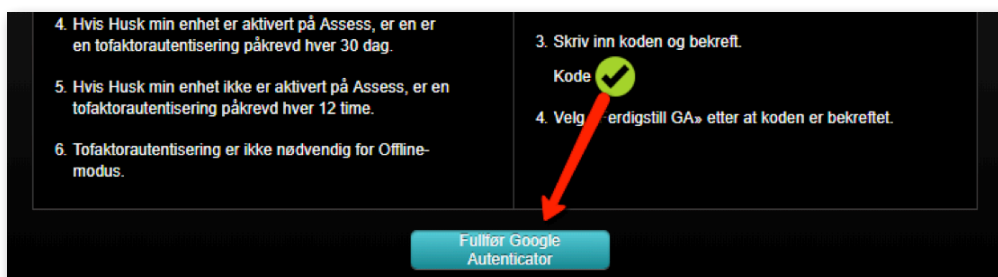 4. Hvis Husk min enhet er aktivert på Assess, er en er
en tofaktorautentisering påkrevd hver 30 dag.
5. Hvis Husk min enhet ikke er aktivert på Assess, er en
tofaktorautentisering påkrevd hver 12 time.
6. Tofaktorautentisering er ikke nødvendig for Offline-
modus.
3. Skriv inn koden og bekreft.
Kode
4. Velg erdigstill GA» etter at koden er bekreftet.
Fullfør Google
Authenticator